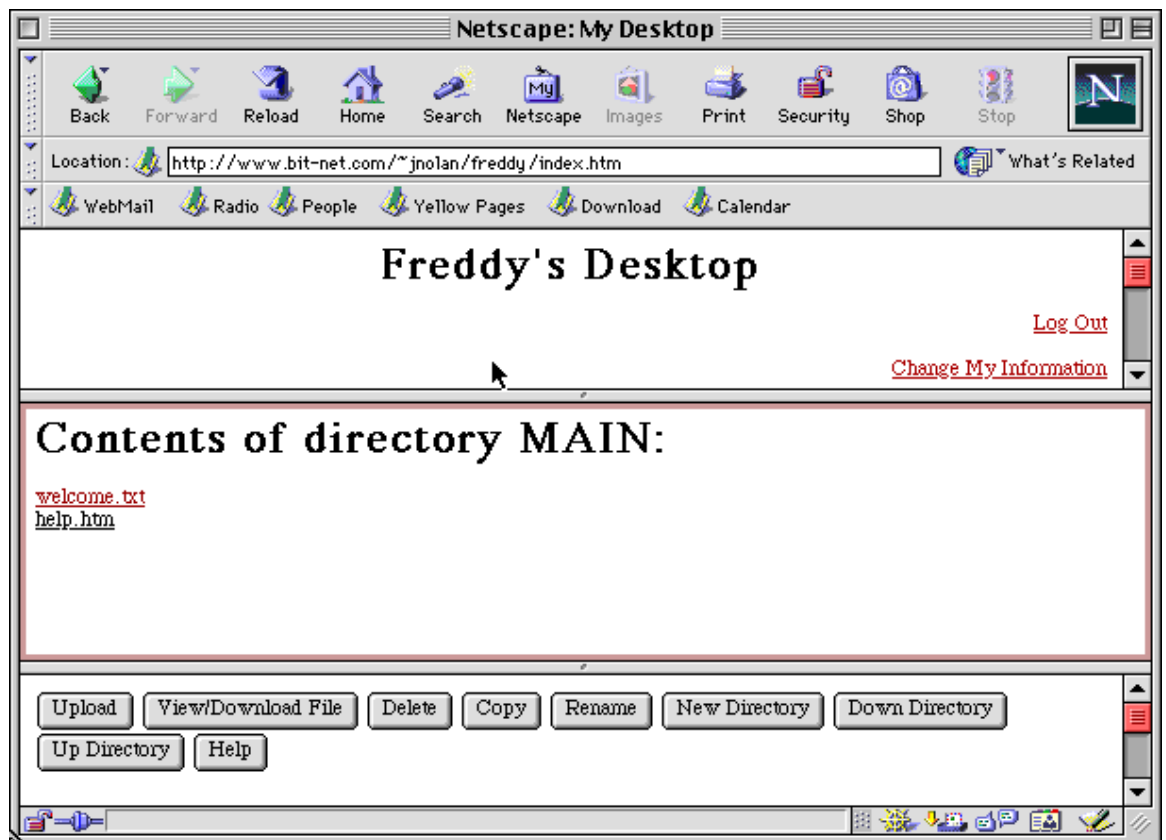 Netscape: My Desktop
Back Forward Reload Home Search My Netscape Images Print Security Shop Stop N
Location: http://www.bit-net.com/~jnolan/freddy/index.htm What's Related
WebMail Radio People Yellow Pages Download Calendar
Freddy's Desktop
Log Out
Change My Information
Contents of directory MAIN:
welcome.txt
help.htm
Upload View/Download File Delete Copy Rename New Directory Down Directory
Up Directory Help